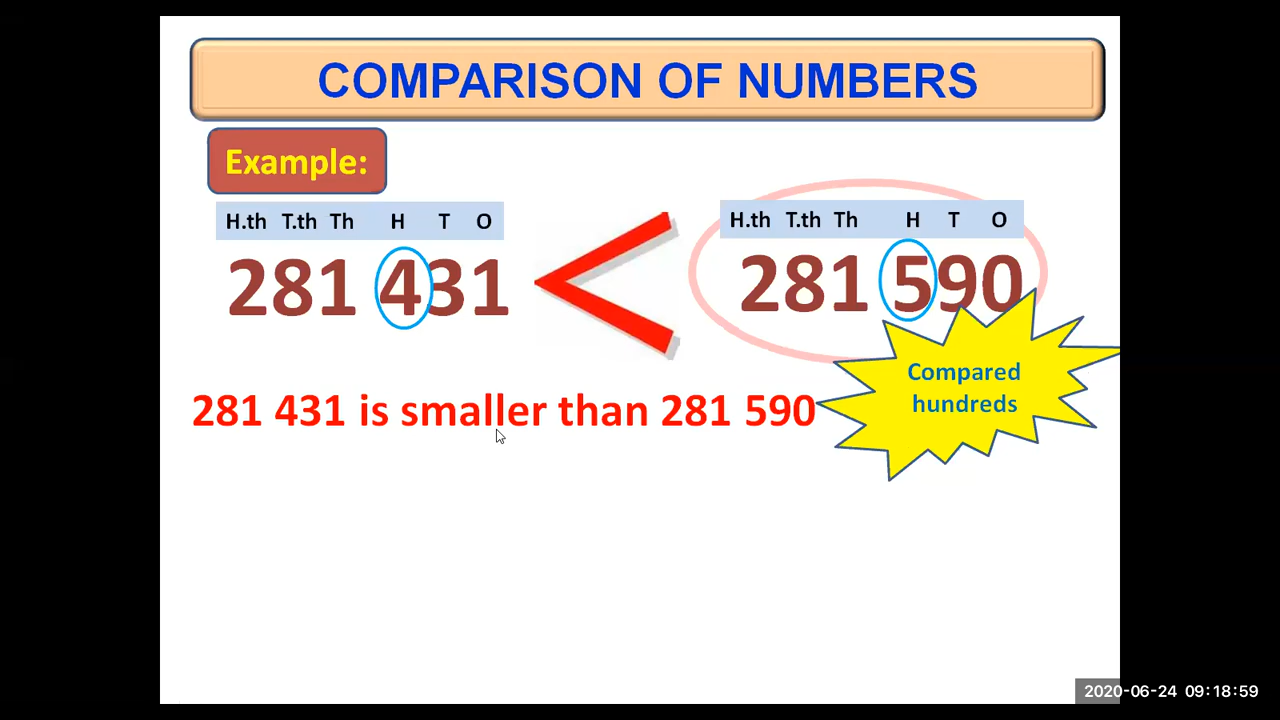 COMPARISON OF NUMBERS
Example:
H.th T.th Th H T O
281 431
<
H.th T.th Th H T O
281 590
Compared
hundreds
281 431 is smaller than 281 590
2020-06-24 09:18:59